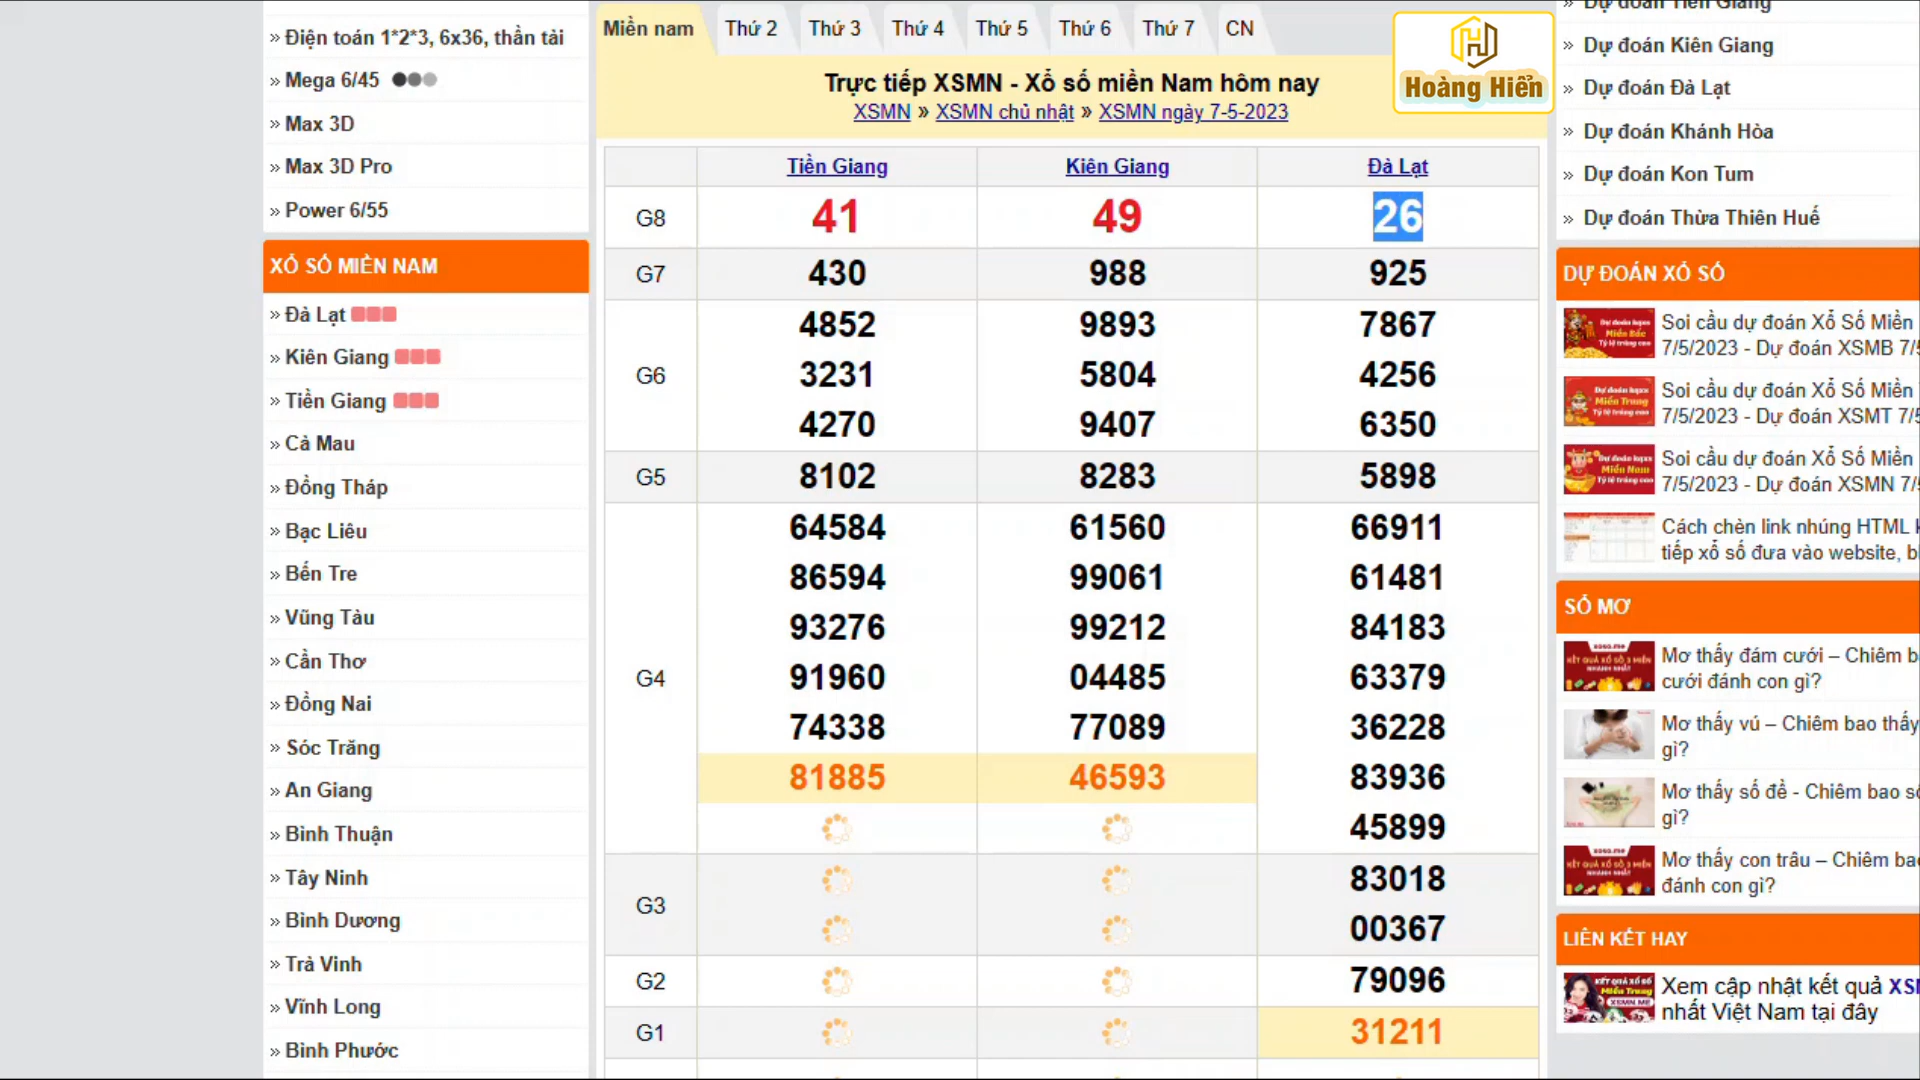 » Điện toán 1*2*3, 6x36, thần tài
» Mega 6/45
» Max 3D
» Max 3D Pro
» Power 6/55
XỔ SỐ MIỀN NAM
» Đà Lạt
» Kiên Giang
» Tiền Giang
» Cà Mau
» Đồng Tháp
» Bạc Liêu
» Bến Tre
» Vũng Tàu
» Cần Thơ
» Đồng Nai
» Sóc Trăng
» An Giang
» Bình Thuận
» Tây Ninh
» Bình Dương
» Trà Vinh
» Vĩnh Long
» Bình Phước
Miền nam Thứ 2 Thứ 3 Thứ 4 Thứ 5 Thứ 6 Thứ 7 CN
Trực tiếp XSMN - Xổ số miền Nam hôm nay
XSMN » XSMN chủ nhật » XSMN ngày 7-5-2023
Hoàng Hiển
Tiền Giang Kiên Giang Đà Lạt
G8 41 49 26
G7 430 988 925
4852 9893 7867
G6 3231 5804 4256
4270 9407 6350
G5 8102 8283 5898
64584 61560 66911
86594 99061 61481
93276 99212 84183
G4 91960 04485 63379
74338 77089 36228
81885 46593 83936
45899
83018
G3
00367
G2 79096
G1 31211
» Dự đoán Tiền Giang
» Dự đoán Kiên Giang
» Dự đoán Đà Lạt
» Dự đoán Khánh Hòa
» Dự đoán Kon Tum
» Dự đoán Thừa Thiên Huế
DỰ ĐOÁN XỔ SỐ
Soi cầu dự đoán Xổ Số Miền
7/5/2023 - Dự đoán XSMB 7/5
Soi cầu dự đoán Xổ Số Miền
7/5/2023 - Dự đoán XSMT 7/5
Soi cầu dự đoán Xổ Số Miền
7/5/2023 - Dự đoán XSMN 7/5
Cách chèn link nhúng HTML k
tiếp xổ số đưa vào website, b
SỔ MƠ
Mơ thấy đám cưới – Chiêm b
cưới đánh con gì?
Mơ thấy vú – Chiêm bao thấy
gì?
Mơ thấy số đề - Chiêm bao số
gì?
Mơ thấy con trâu – Chiêm bao
đánh con gì?
LIÊN KẾT HAY
Xem cập nhật kết quả XSM
nhất Việt Nam tại đây